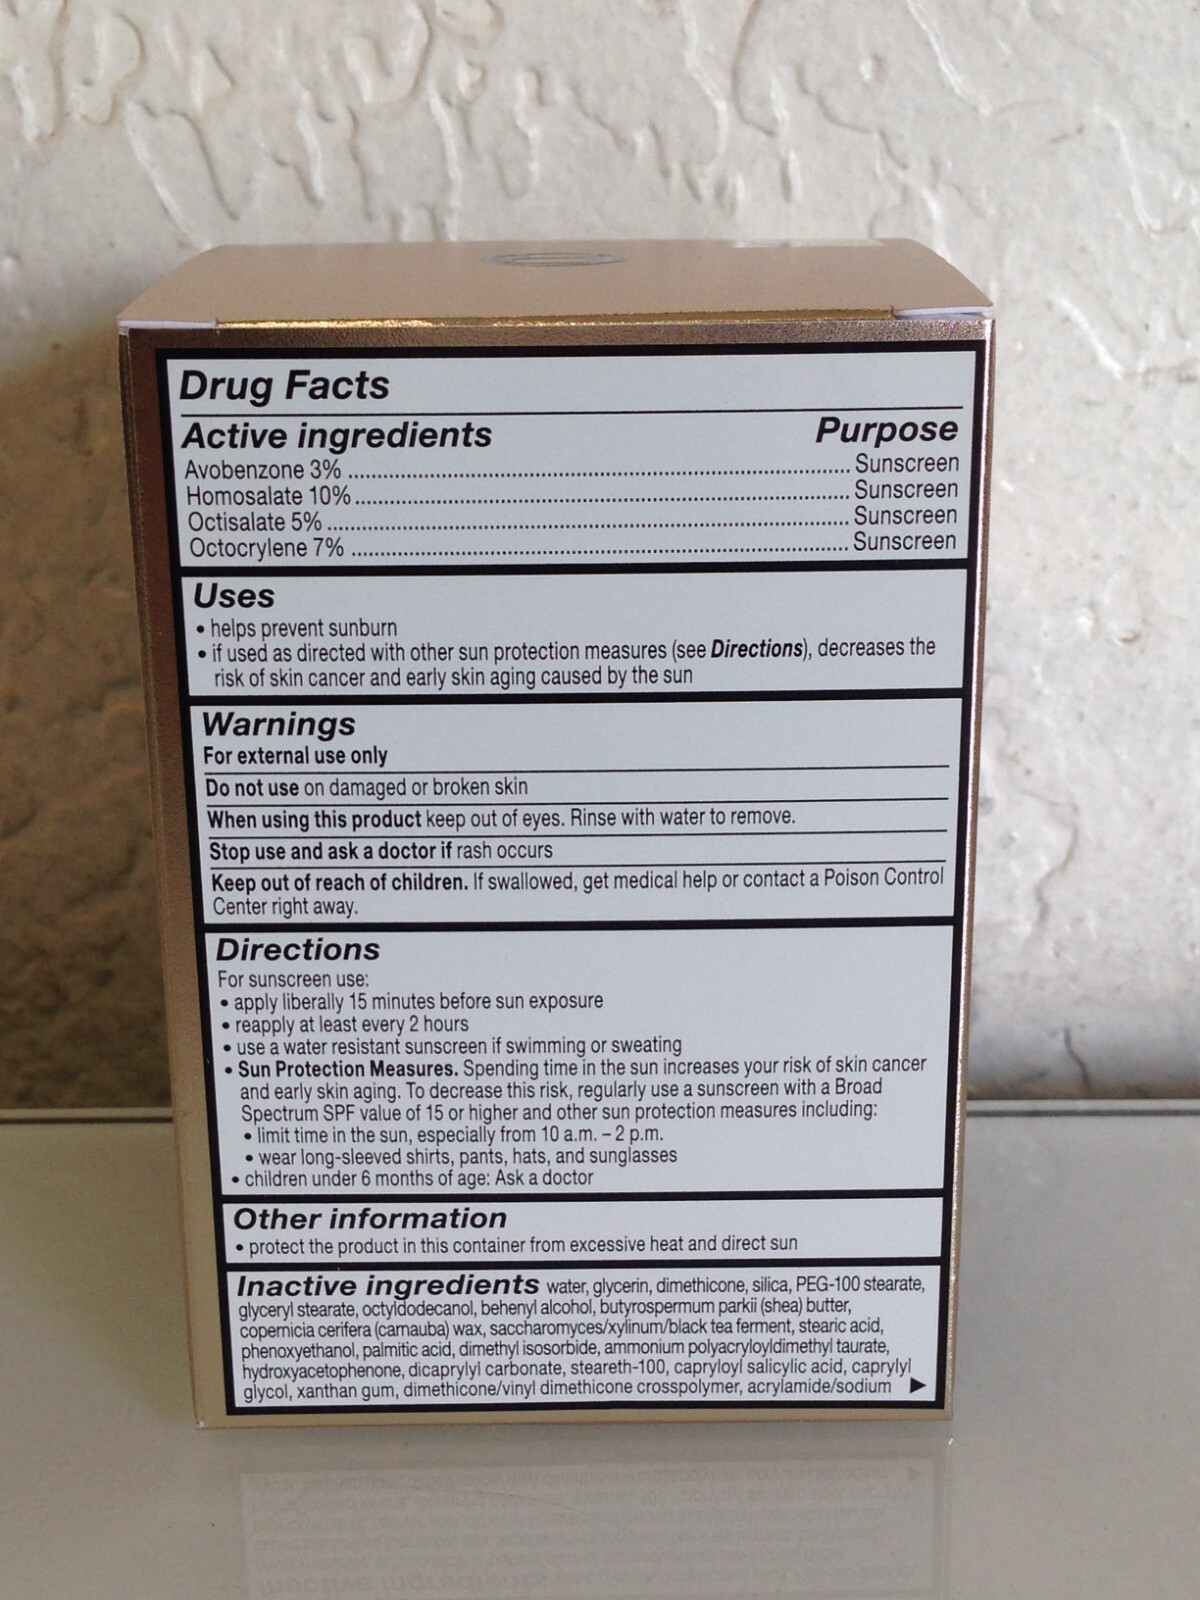 Drug Facts
Active ingredients Purpose
Avobenzone 3% ........ Sunscreen
Homosalate 10% ........ Sunscreen
Octisalate 5% ........ Sunscreen
Octocrylene 7% ........ Sunscreen
Uses
• helps prevent sunburn
• if used as directed with other sun protection measures (see Directions), decreases the
risk of skin cancer and early skin aging caused by the sun
Warnings
For external use only
Do not use on damaged or broken skin
When using this product keep out of eyes. Rinse with water to remove.
Stop use and ask a doctor if rash occurs
Keep out of reach of children. If swallowed, get medical help or contact a Poison Control
Center right away.
Directions
For sunscreen use:
• apply liberally 15 minutes before sun exposure
• reapply at least every 2 hours
• use a water resistant sunscreen if swimming or sweating
• Sun Protection Measures. Spending time in the sun increases your risk of skin cancer
and early skin aging. To decrease this risk, regularly use a sunscreen with a Broad
Spectrum SPF value of 15 or higher and other sun protection measures including:
• limit time in the sun, especially from 10 a.m. – 2 p.m.
• wear long-sleeved shirts, pants, hats, and sunglasses
• children under 6 months of age: Ask a doctor
Other information
• protect the product in this container from excessive heat and direct sun
Inactive ingredients water, glycerin, dimethicone, silica, PEG-100 stearate,
glyceryl stearate, octyldodecanol, behenyl alcohol, butyrospermum parkii (shea) butter,
copernicia cerifera (carnauba) wax, saccharomyces/xylinum/black tea ferment, stearic acid,
phenoxyethanol, palmitic acid, dimethyl isosorbide, ammonium polyacryloyldimethyl taurate,
hydroxyacetophenone, dicaprylyl carbonate, steareth-100, capryloyl salicylic acid, caprylyl
glycol, xanthan gum, dimethicone/vinyl dimethicone crosspolymer, acrylamide/sodium ▶